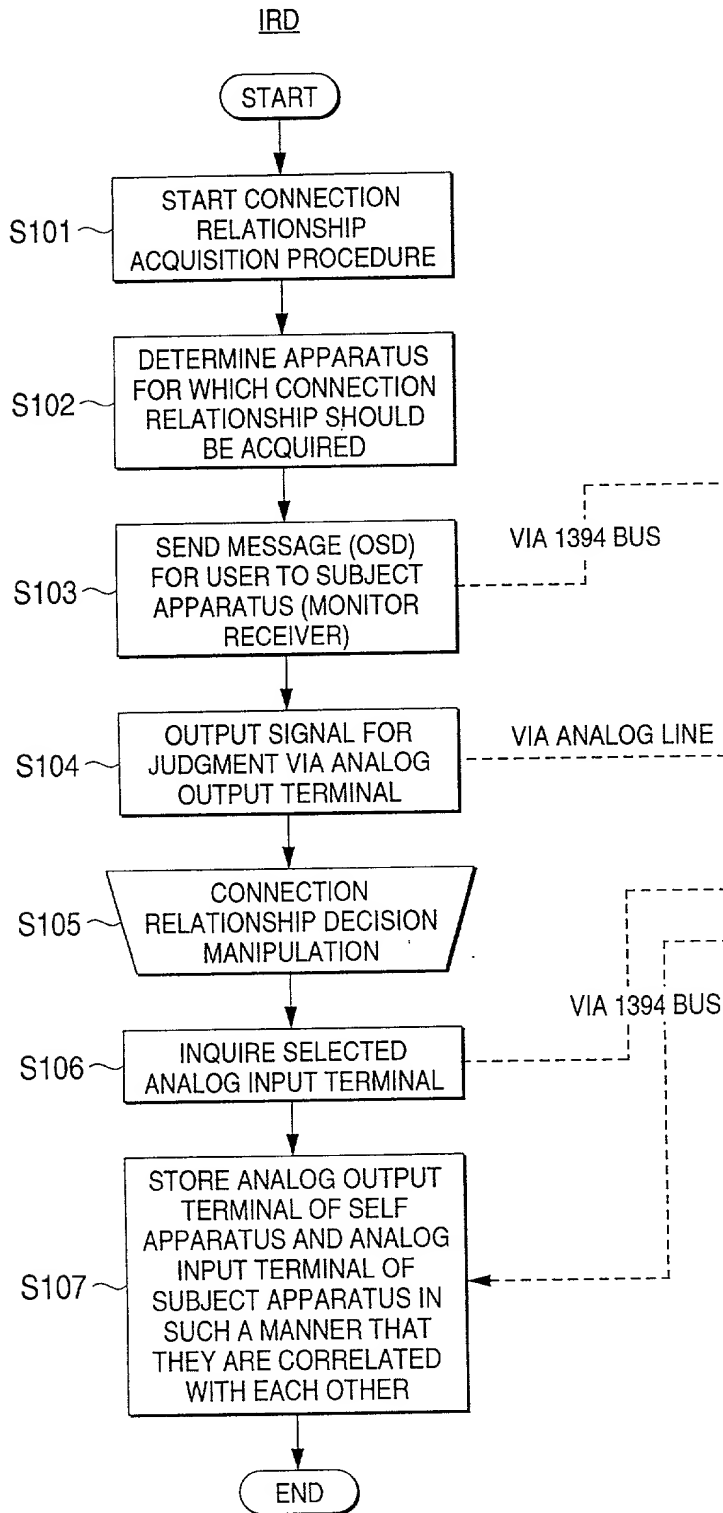 IRD
START
S101
START CONNECTION
RELATIONSHIP
ACQUISITION PROCEDURE
S102
DETERMINE APPARATUS
FOR WHICH CONNECTION
RELATIONSHIP SHOULD
BE ACQUIRED
S103
SEND MESSAGE (OSD)
FOR USER TO SUBJECT
APPARATUS (MONITOR
RECEIVER)
VIA 1394 BUS
S104
OUTPUT SIGNAL FOR
JUDGMENT VIA ANALOG
OUTPUT TERMINAL
VIA ANALOG LINE
S105
CONNECTION
RELATIONSHIP DECISION
MANIPULATION
S106
INQUIRE SELECTED
ANALOG INPUT TERMINAL
VIA 1394 BUS
S107
STORE ANALOG OUTPUT
TERMINAL OF SELF
APPARATUS AND ANALOG
INPUT TERMINAL OF
SUBJECT APPARATUS IN
SUCH A MANNER THAT
THEY ARE CORRELATED
WITH EACH OTHER
END